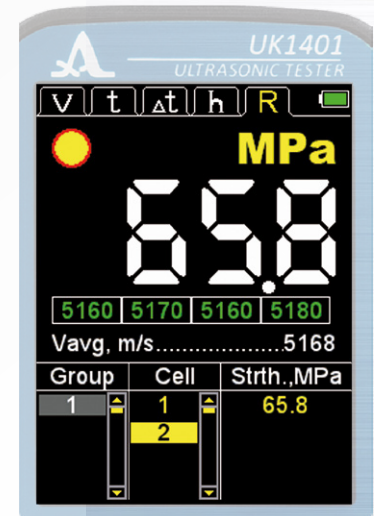 UK1401
ULTRASONIC TESTER
V t Δt h R
MPa
65.8
5160 5170 5160 5180
Vavg, m/s......................5168
Group Cell Strth.,MPa
1 1 65.8
2